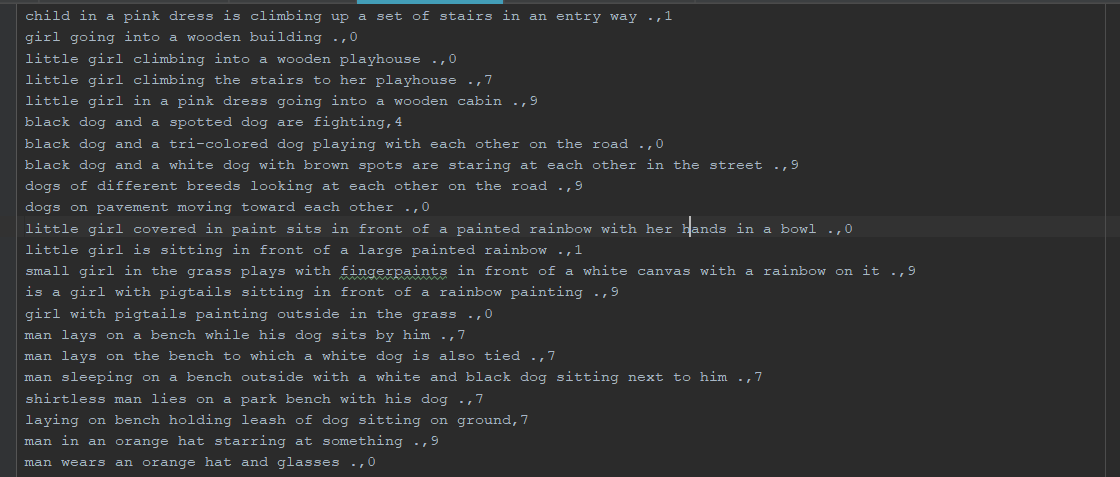 child in a pink dress is climbing up a set of stairs in an entry way .,1
girl going into a wooden building .,0
little girl climbing into a wooden playhouse .,0
little girl climbing the stairs to her playhouse .,7
little girl in a pink dress going into a wooden cabin .,9
black dog and a spotted dog are fighting,4
black dog and a tri-colored dog playing with each other on the road .,0
black dog and a white dog with brown spots are staring at each other in the street .,9
dogs of different breeds looking at each other on the road .,9
dogs on pavement moving toward each other .,0
little girl covered in paint sits in front of a painted rainbow with her hands in a bowl .,0
little girl is sitting in front of a large painted rainbow .,1
small girl in the grass plays with fingerpaints in front of a white canvas with a rainbow on it .,9
is a girl with pigtails sitting in front of a rainbow painting .,9
girl with pigtails painting outside in the grass .,0
man lays on a bench while his dog sits by him .,7
man lays on the bench to which a white dog is also tied .,7
man sleeping on a bench outside with a white and black dog sitting next to him .,7
shirtless man lies on a park bench with his dog .,7
laying on bench holding leash of dog sitting on ground,7
man in an orange hat starring at something .,9
man wears an orange hat and glasses .,0